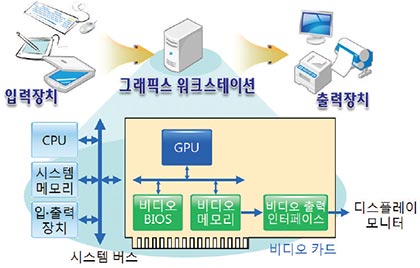 입력장치
그래픽스 워크스테이션
출력장치
CPU
시스템
메모리
입·출력
장치
시스템 버스
GPU
비디오
BIOS
비디오
메모리
비디오 출력
인터페이스
비디오 카드
디스플레이
모니터